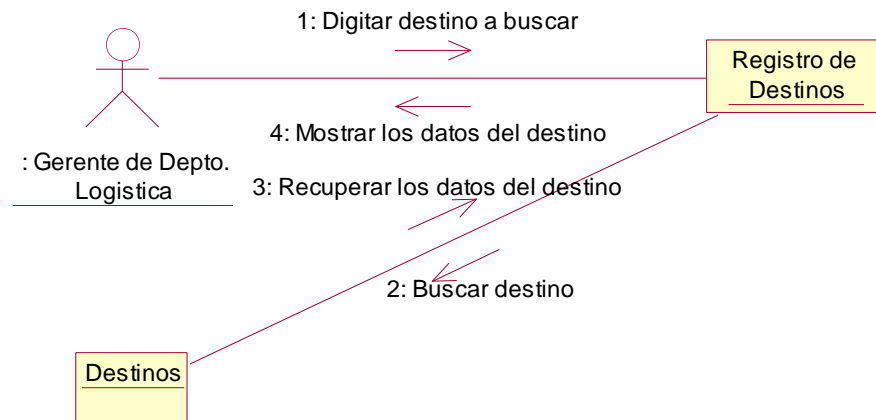 1: Digitar destino a buscar
Registro de
Destinos
4: Mostrar los datos del destino
: Gerente de Depto.
Logistica
3: Recuperar los datos del destino
2: Buscar destino
Destinos